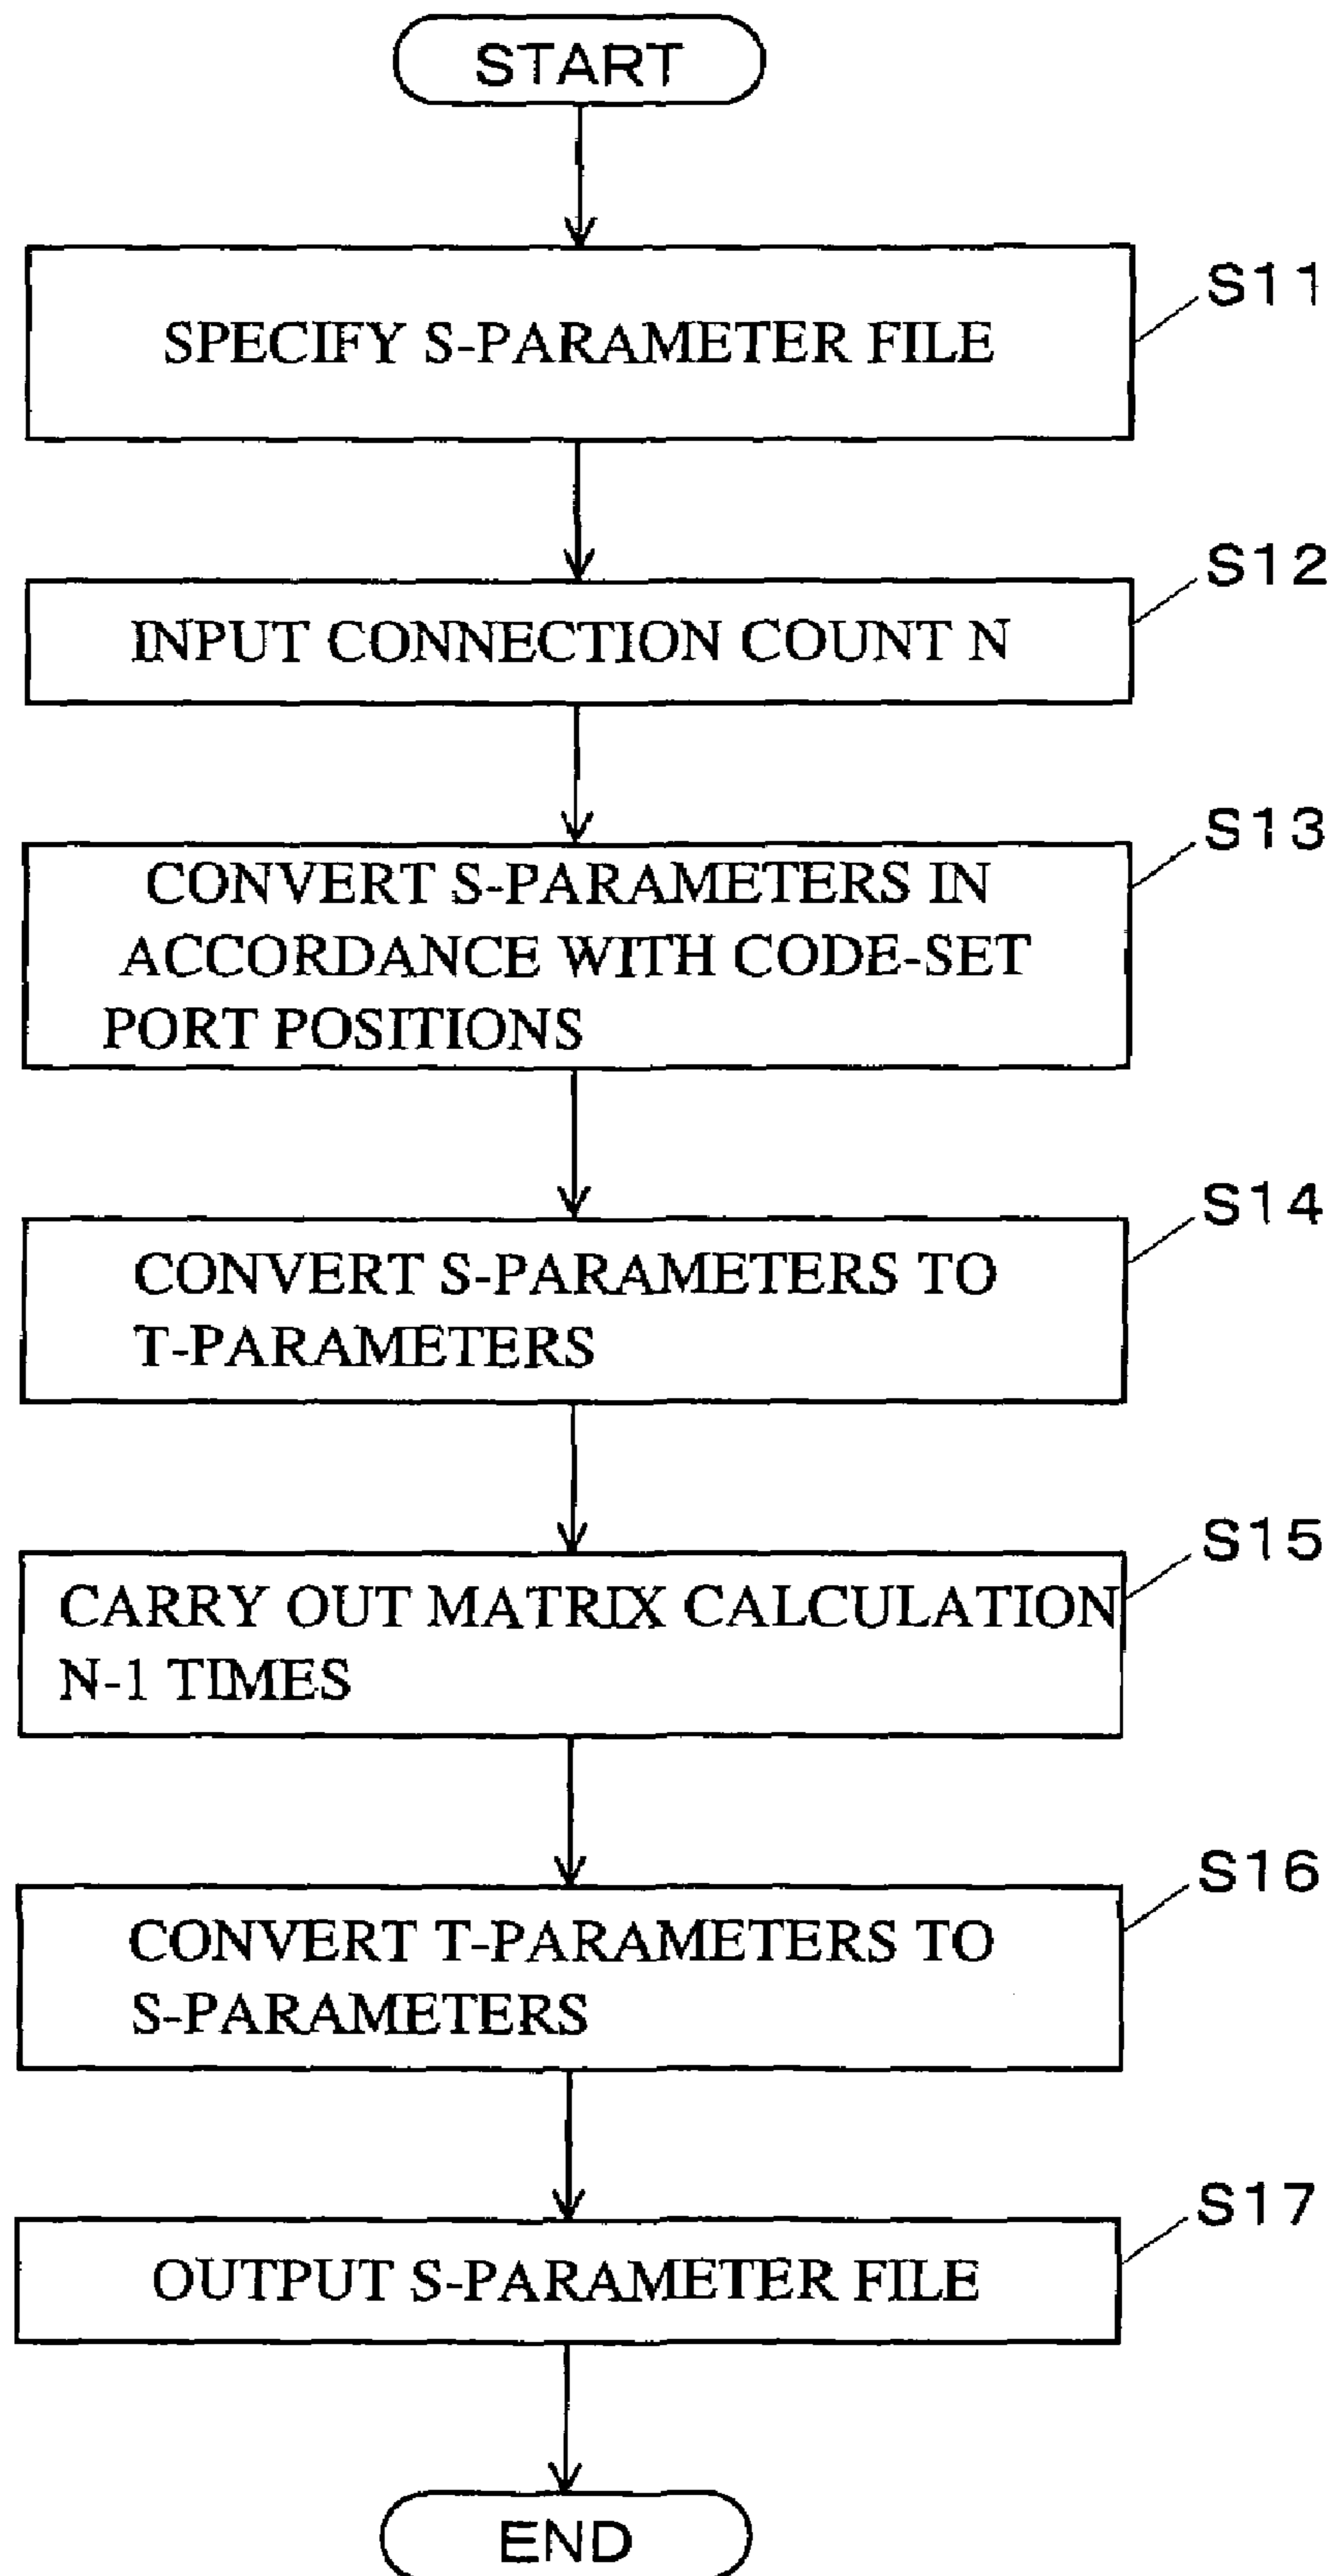 START
SPECIFY S-PARAMETER FILE
S11
INPUT CONNECTION COUNT N
S12
CONVERT S-PARAMETERS IN
ACCORDANCE WITH CODE-SET
PORT POSITIONS
S13
CONVERT S-PARAMETERS TO
T-PARAMETERS
S14
CARRY OUT MATRIX CALCULATION
N-1 TIMES
S15
CONVERT T-PARAMETERS TO
S-PARAMETERS
S16
OUTPUT S-PARAMETER FILE
S17
END